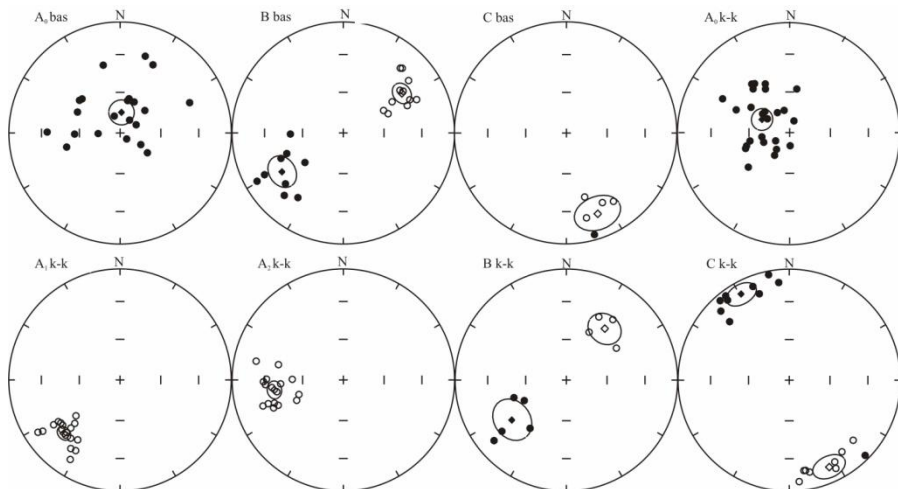 A₀ bas
N
B bas
N
C bas
N
A₀ k-k
N
A₁ k-k
N
A₂ k-k
N
B k-k
N
C k-k
N